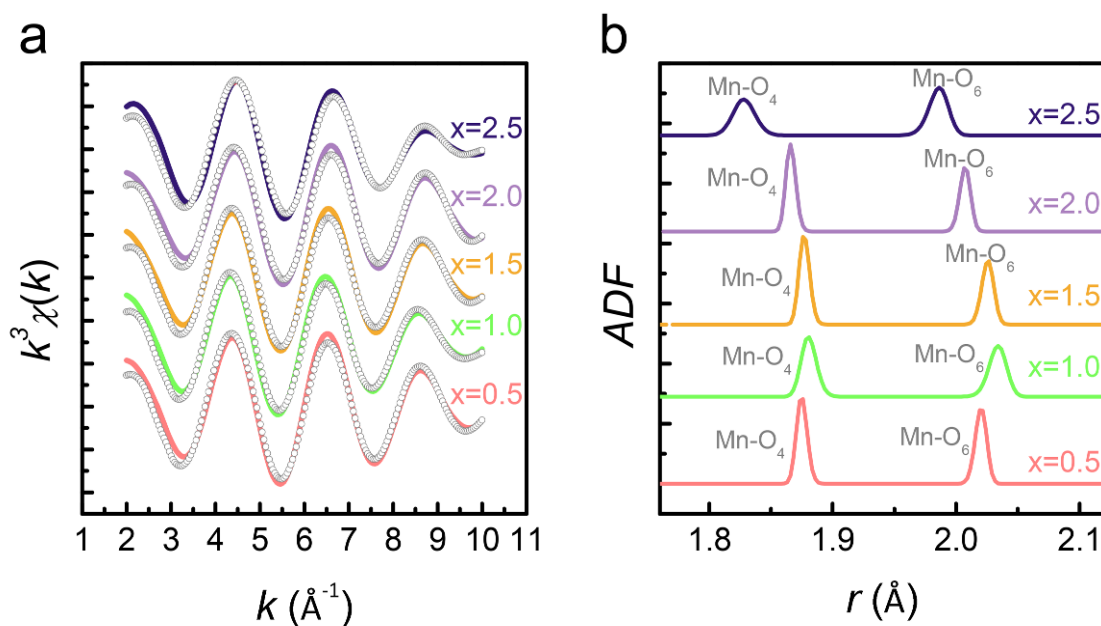 a
k³ χ(k)
x=2.5
x=2.0
x=1.5
x=1.0
x=0.5
1 2 3 4 5 6 7 8 9 10 11
k (Å⁻¹)
b
ADF
Mn-O₄ Mn-O₆
x=2.5
Mn-O₄ Mn-O₆
x=2.0
Mn-O₄ Mn-O₆
x=1.5
Mn-O₄ Mn-O₆
x=1.0
Mn-O₄ Mn-O₆
x=0.5
1.8 1.9 2.0 2.1
r (Å)